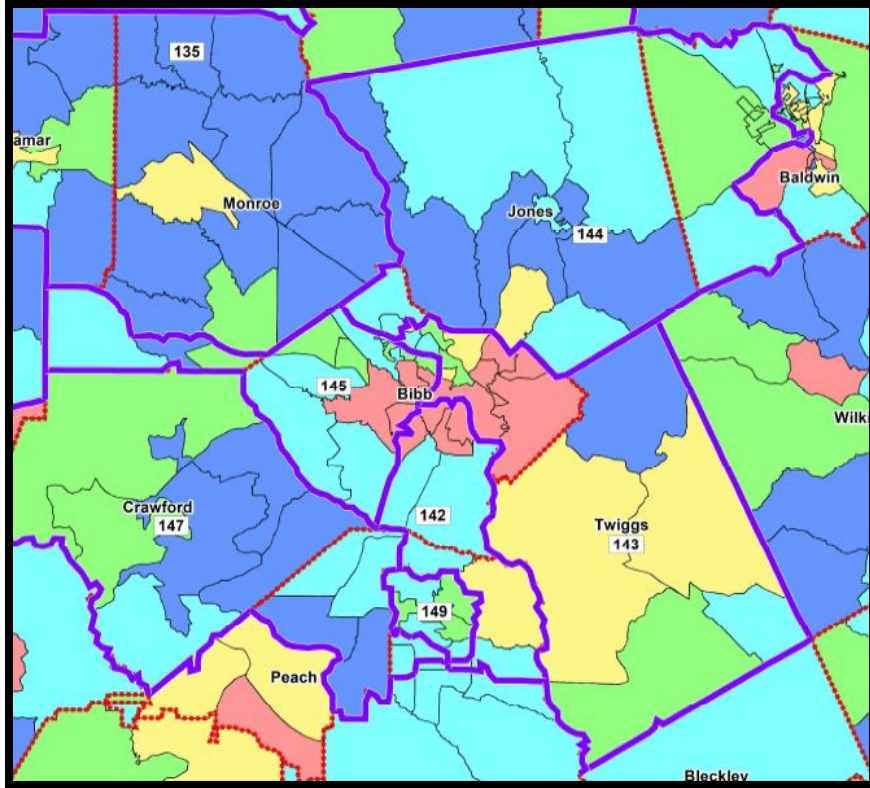 135
amar
Monroe
Baldwin
Jones
144
145
Bibb
Wilki
Crawford
147
142
Twiggs
143
149
Peach
Bleckley